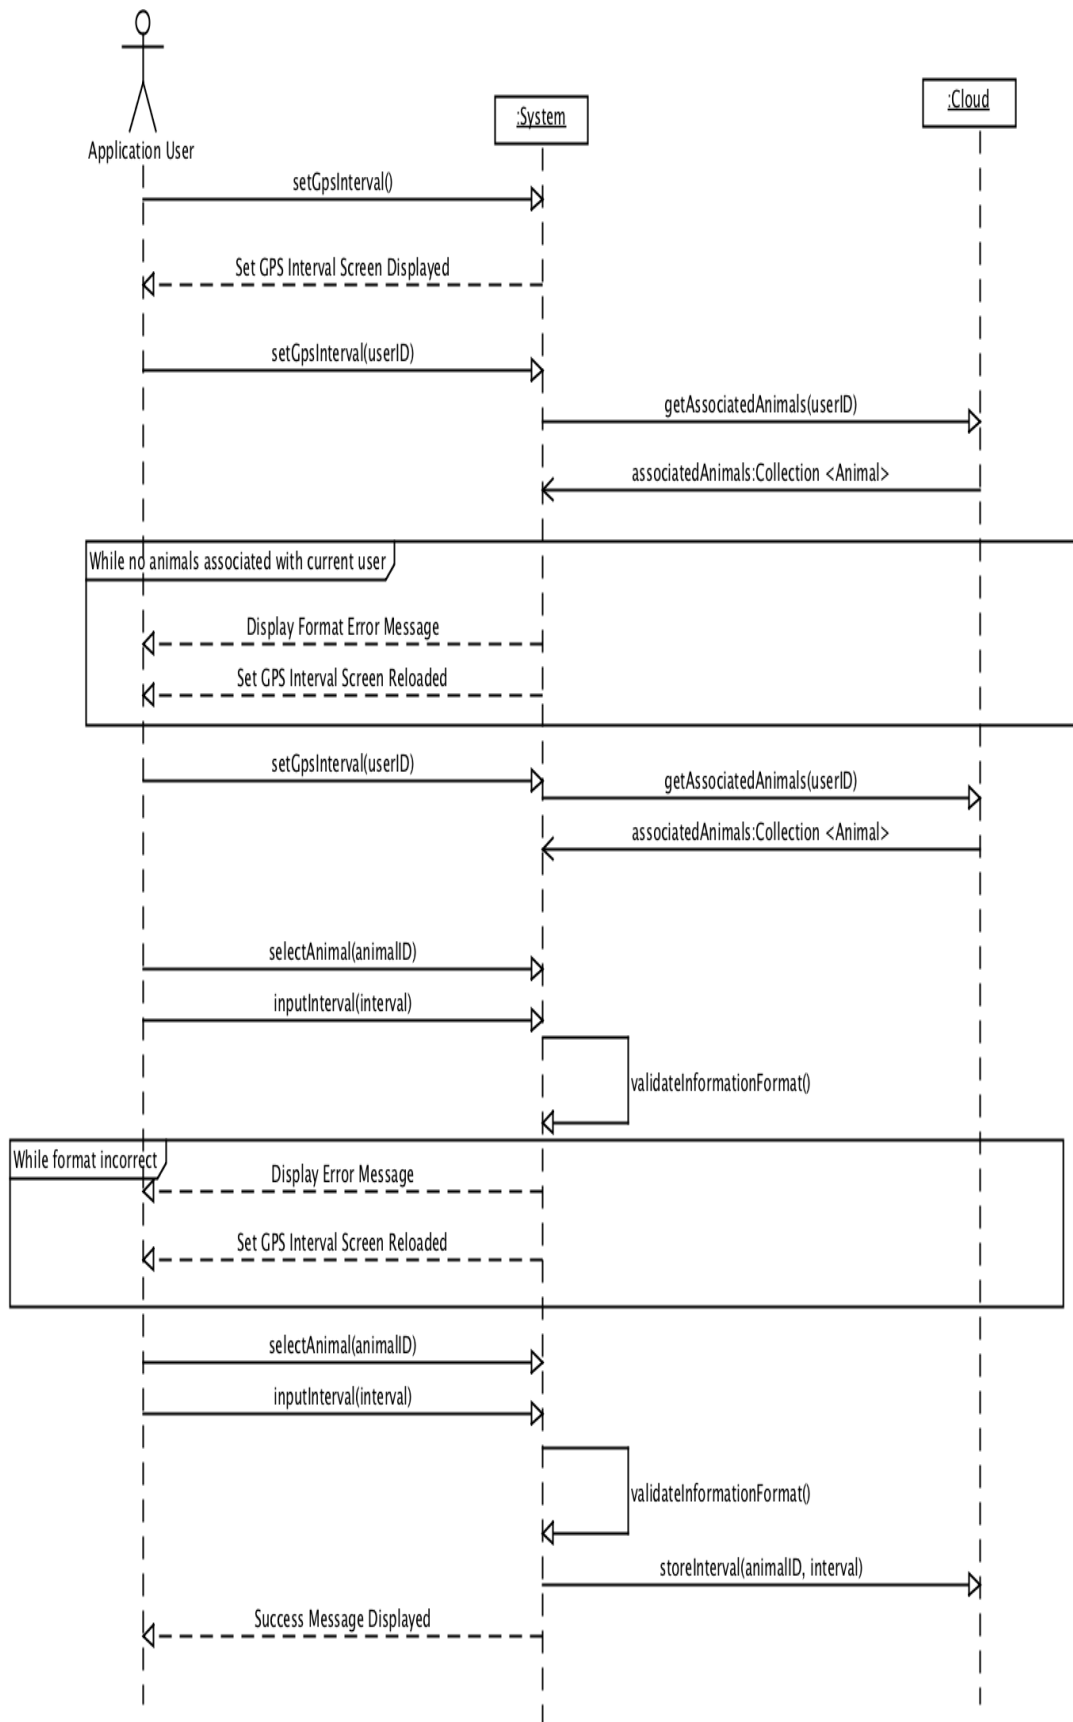 :Cloud
:System
Application User
setGpsInterval()
Set GPS Interval Screen Displayed
setGpsInterval(userID)
getAssociatedAnimals(userID)
associatedAnimals:Collection <Animal>
While no animals associated with current user
Display Format Error Message
Set GPS Interval Screen Reloaded
setGpsInterval(userID)
getAssociatedAnimals(userID)
associatedAnimals:Collection <Animal>
selectAnimal(animalID)
inputInterval(interval)
validateInformationFormat()
While format incorrect
Display Error Message
Set GPS Interval Screen Reloaded
selectAnimal(animalID)
inputInterval(interval)
validateInformationFormat()
storeInterval(animalID, interval)
Success Message Displayed